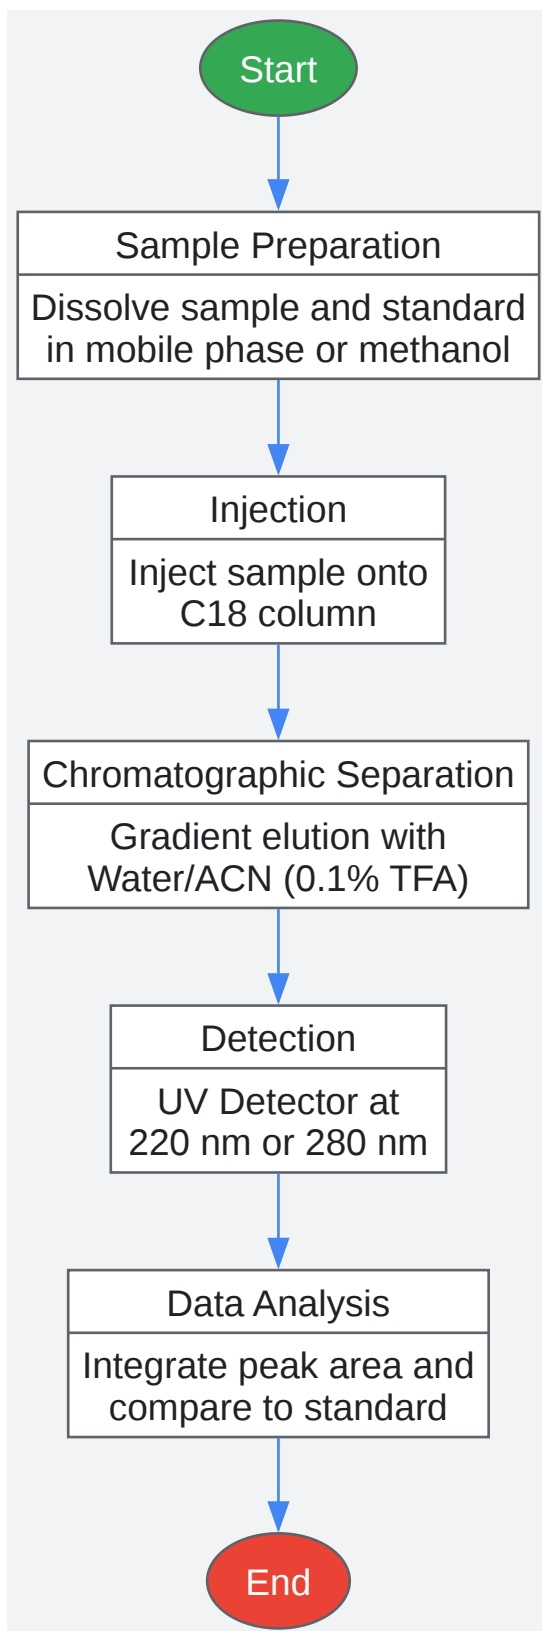 Start
Sample Preparation
Dissolve sample and standard
in mobile phase or methanol
Injection
Inject sample onto
C18 column
Chromatographic Separation
Gradient elution with
Water/ACN (0.1% TFA)
Detection
UV Detector at
220 nm or 280 nm
Data Analysis
Integrate peak area and
compare to standard
End